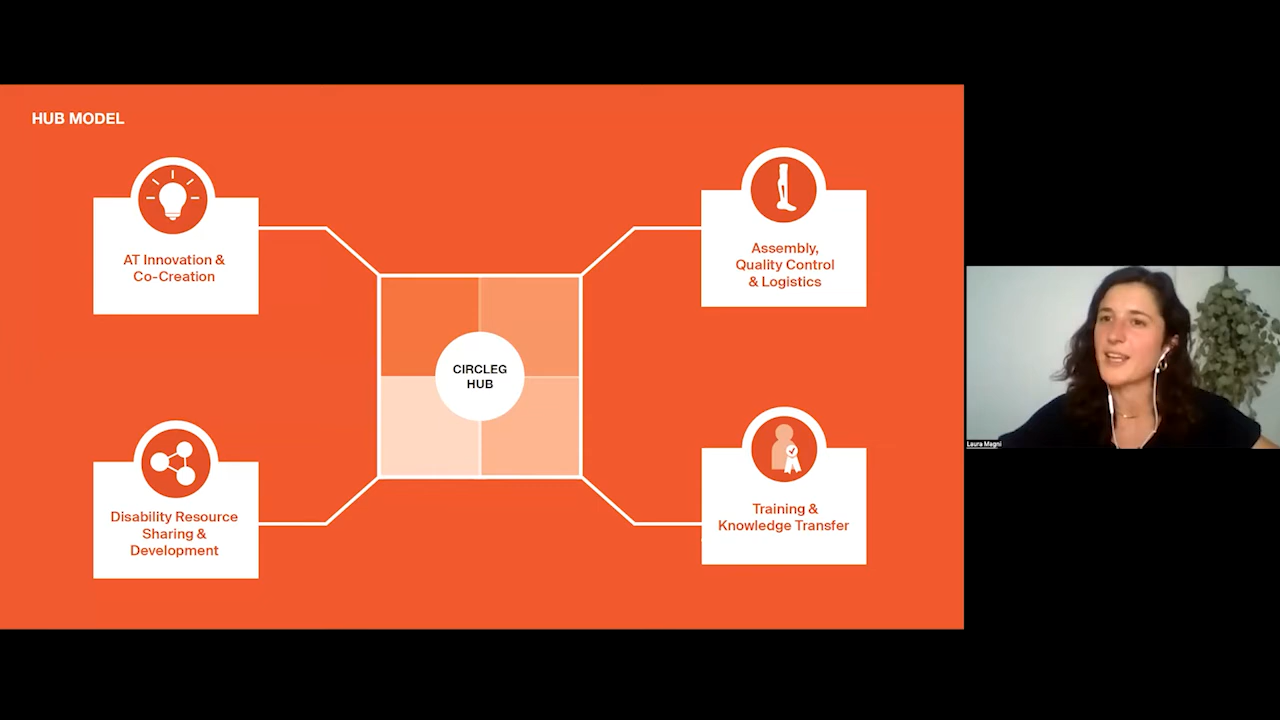 HUB MODEL
AT Innovation &
Co-Creation
Assembly,
Quality Control
& Logistics
CIRCLEG
HUB
Disability Resource
Sharing &
Development
Training &
Knowledge Transfer
Laura Magni